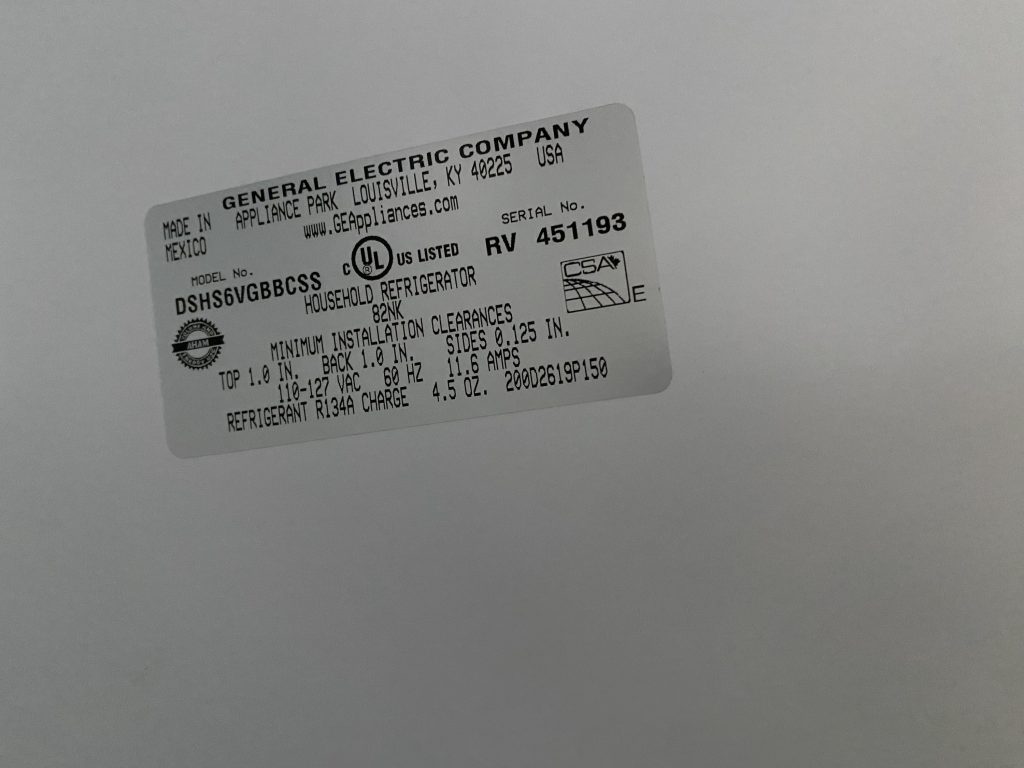 GENERAL ELECTRIC COMPANY
MADE IN MEXICO
APPLIANCE PARK LOUISVILLE, KY 40225 USA
www.GEAppliances.com
MODEL No.
DSHS6VGBBCSS
C UL ® US LISTED
SERIAL No.
RV 451193
HOUSEHOLD REFRIGERATOR
82NK
CSA E
AHAM
MINIMUM INSTALLATION CLEARANCES
TOP 1.0 IN. BACK 1.0 IN. SIDES 0.125 IN.
110-127 VAC 60 HZ 11.6 AMPS
REFRIGERANT R134A CHARGE 4.5 OZ. 200D2619P150